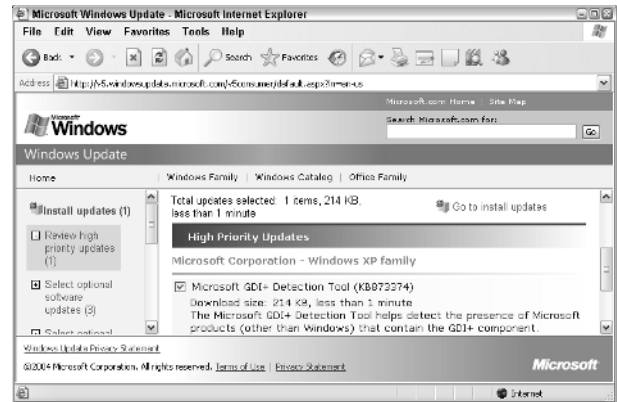 Microsoft Windows Update - Microsoft Internet Explorer
File Edit View Favorites Tools Help
Back Search Favorites
Address http://v5.windowsupdate.microsoft.com/v5consumer/default.aspx?ln=en-us
Microsoft.com Home | Site Map
Microsoft
Windows
Search Microsoft.com for:
Go
Windows Update
Home
Windows Family | Windows Catalog | Office Family
Install updates (1)
Review high
priority updates
(1)
Select optional
software
updates (3)
Select optional
Total updates selected: 1 items, 214 KB,
less than 1 minute
Go to install updates
High Priority Updates
Microsoft Corporation - Windows XP family
Microsoft GDI+ Detection Tool (KB873374)
Download size: 214 KB, less than 1 minute
The Microsoft GDI+ Detection Tool helps detect the presence of Microsoft
products (other than Windows) that contain the GDI+ component.
Windows Update Privacy Statement
©2004 Microsoft Corporation. All rights reserved. Terms of Use | Privacy Statement
Microsoft
Internet